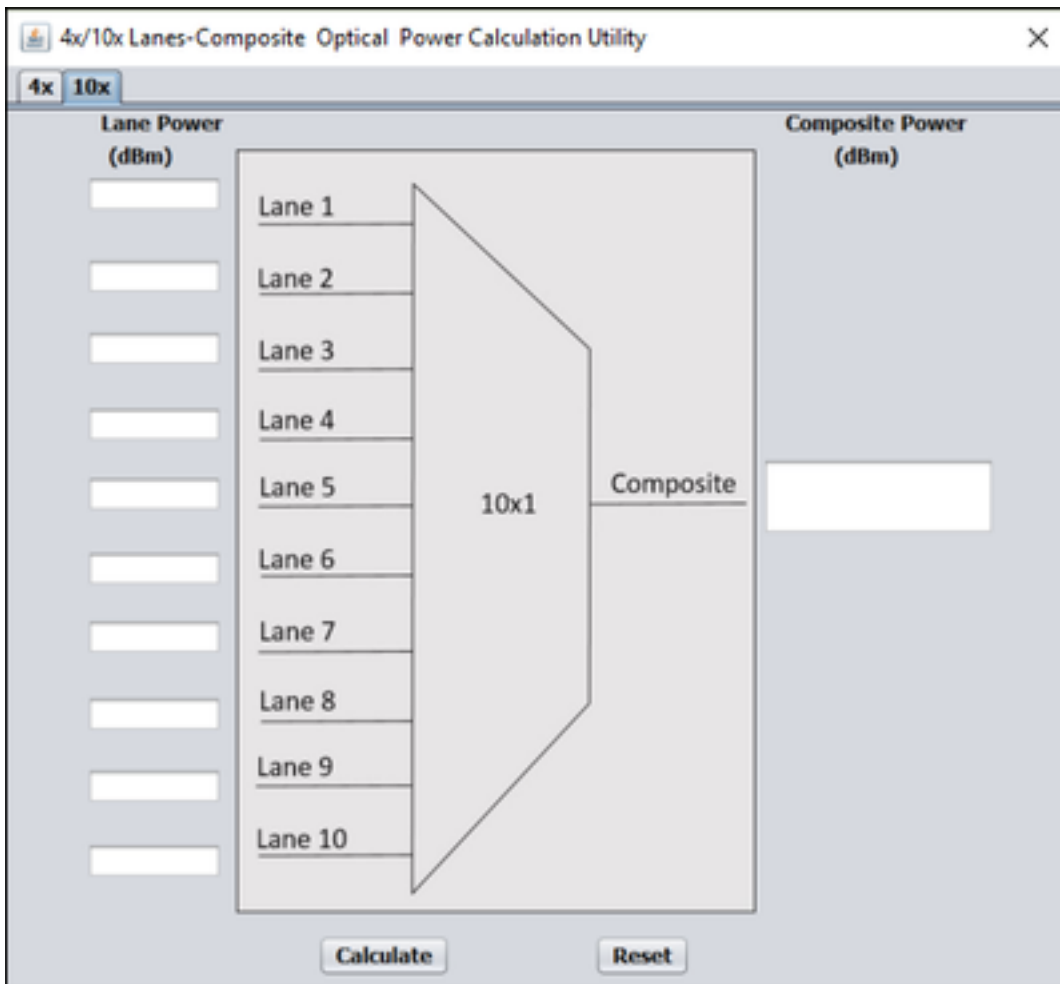 4x/10x Lanes-Composite Optical Power Calculation Utility
4x 10x
Lane Power
(dBm)
Composite Power
(dBm)
Lane 1
Lane 2
Lane 3
Lane 4
Lane 5
Lane 6
Lane 7
Lane 8
Lane 9
Lane 10
10x1
Composite
Calculate
Reset